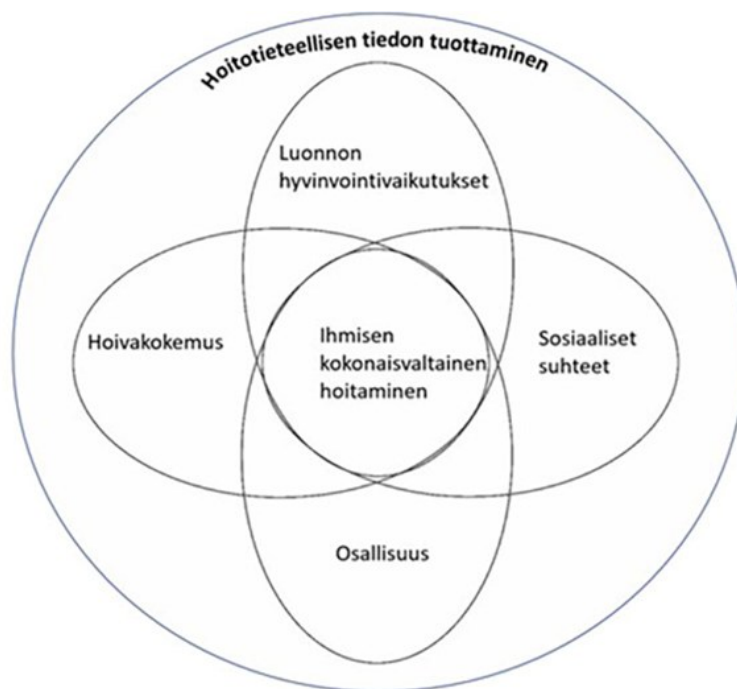 Hoitotieteellisen tiedon tuottaminen
Luonnon
hyvinvointivaikutukset
Hoivakokemus
Ihmisen
kokonaisvaltainen
hoitaminen
Sosiaaliset
suhteet
Osallisuus